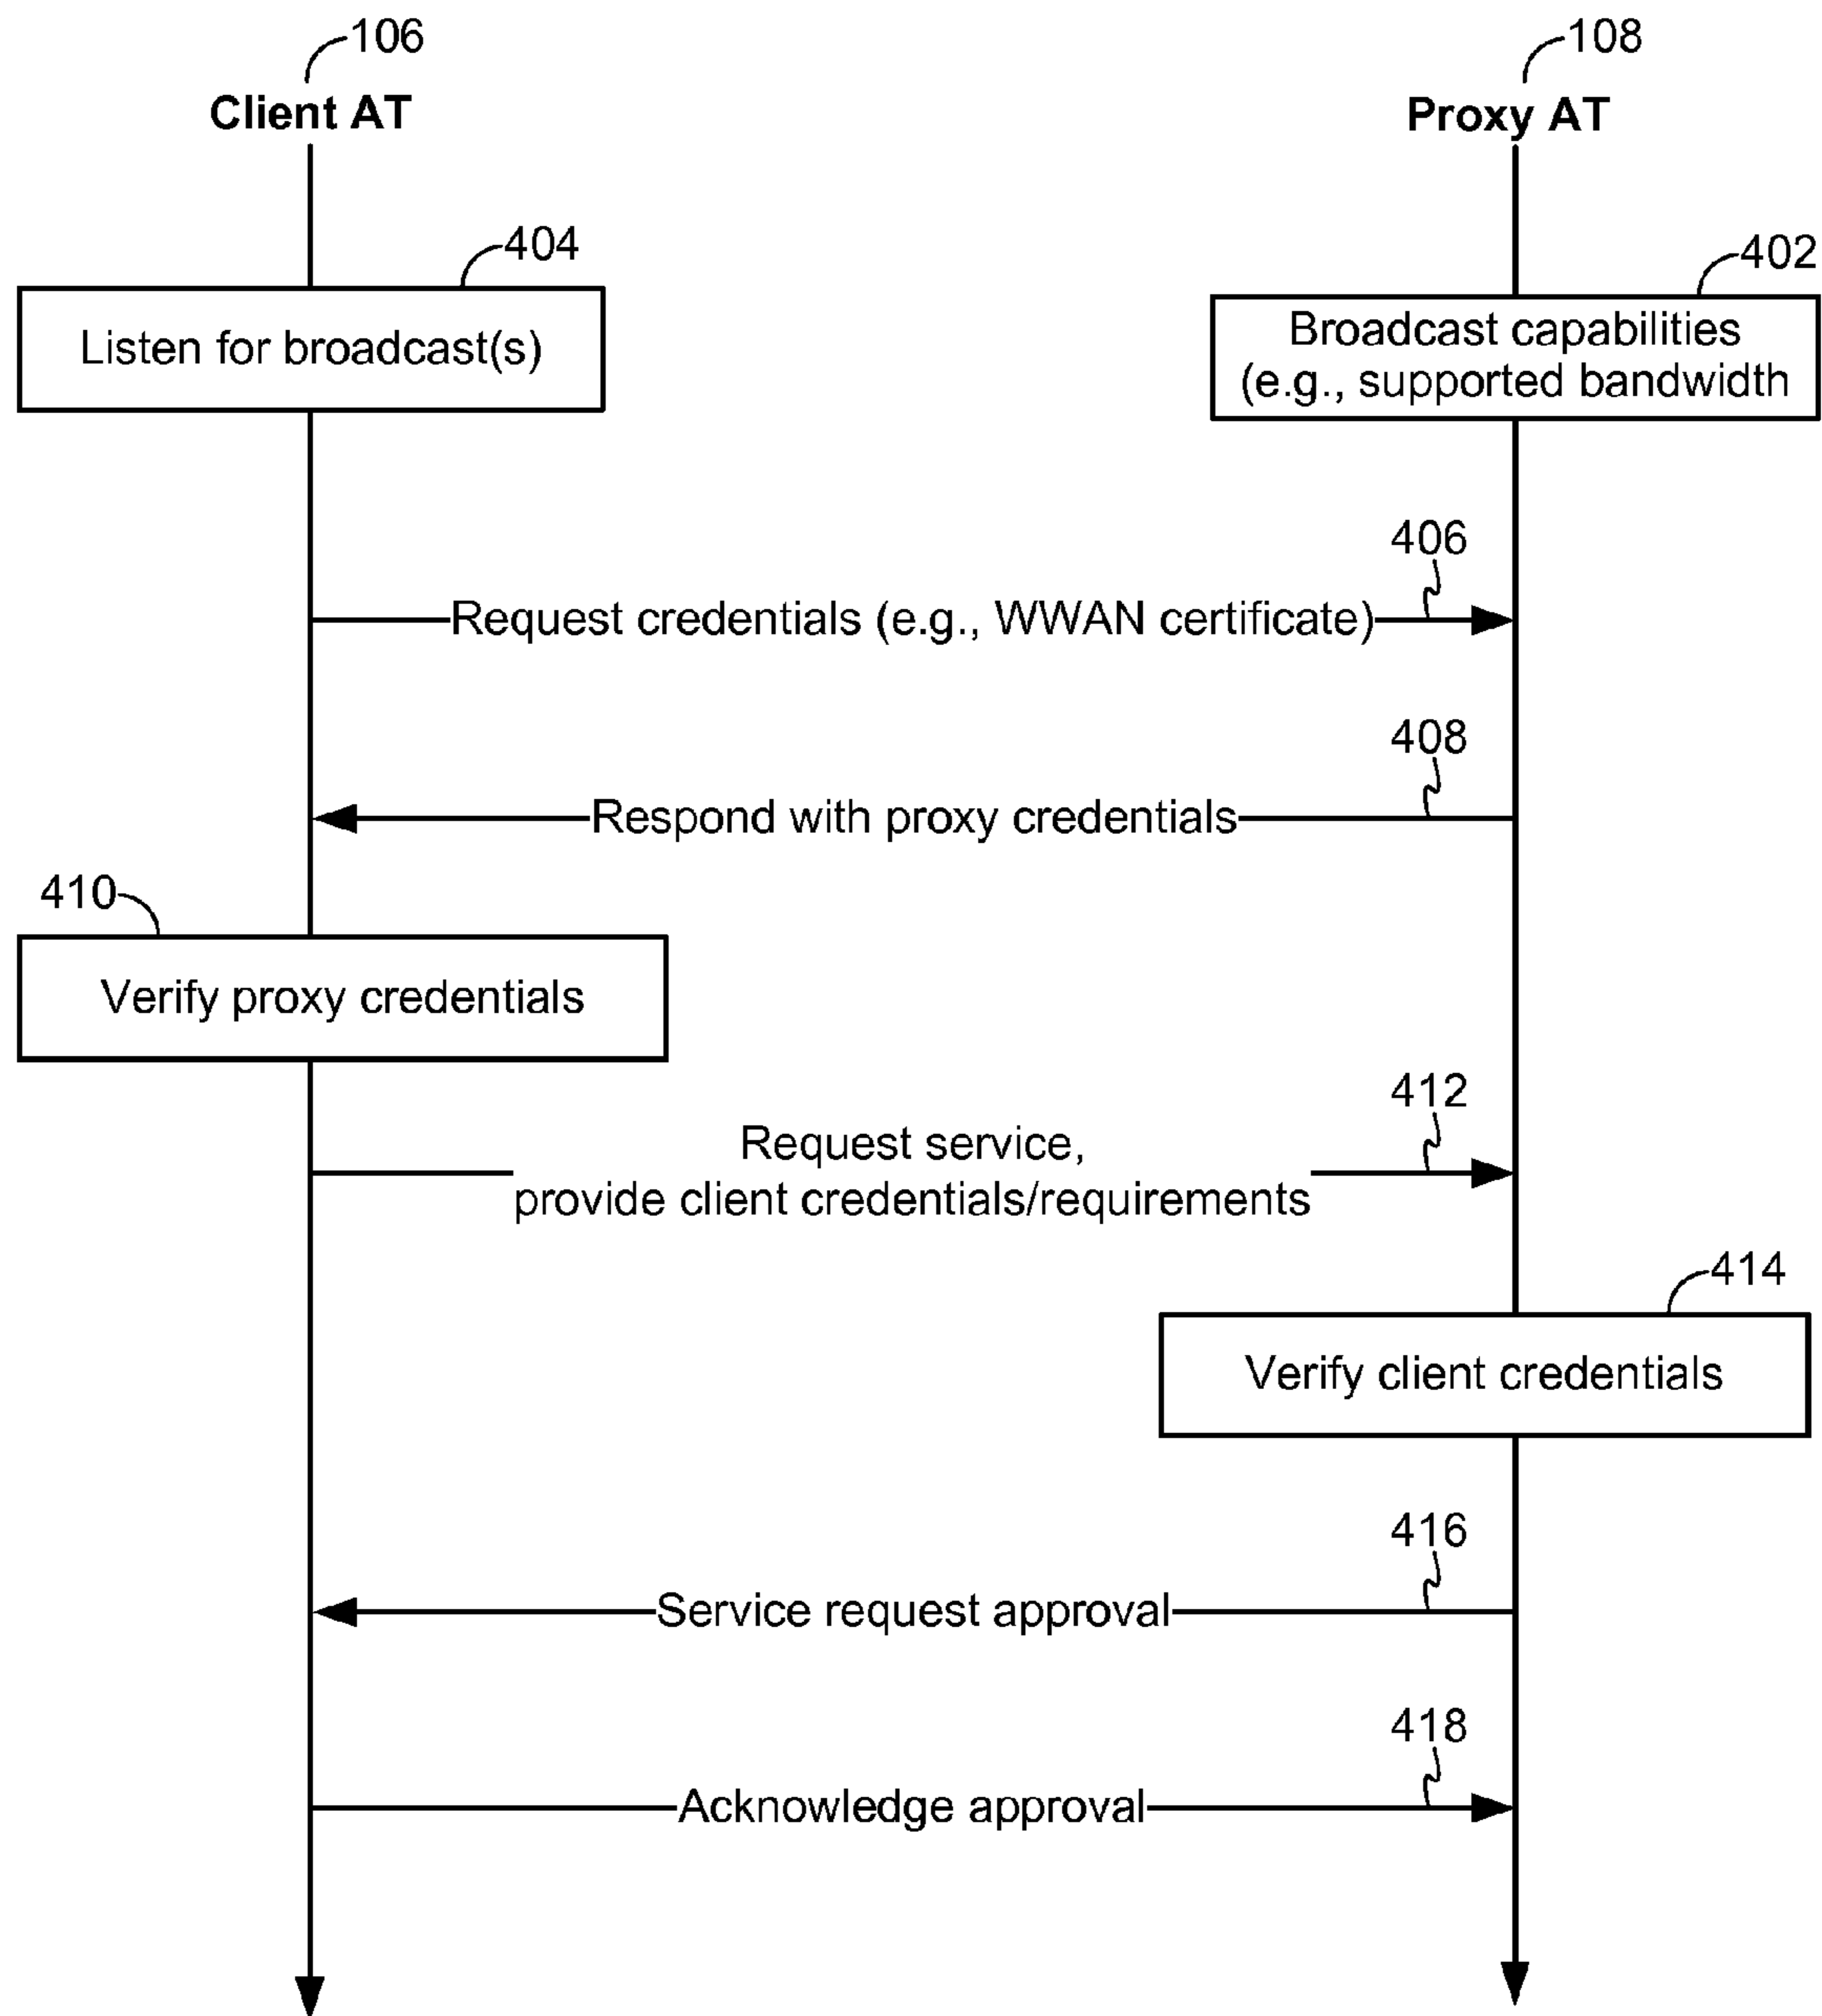 106
108
Client AT
Proxy AT
404
402
Listen for broadcast(s)
Broadcast capabilities
(e.g., supported bandwidth
406
Request credentials (e.g., WWAN certificate)
408
Respond with proxy credentials
410
Verify proxy credentials
412
Request service,
provide client credentials/requirements
414
Verify client credentials
416
Service request approval
418
Acknowledge approval